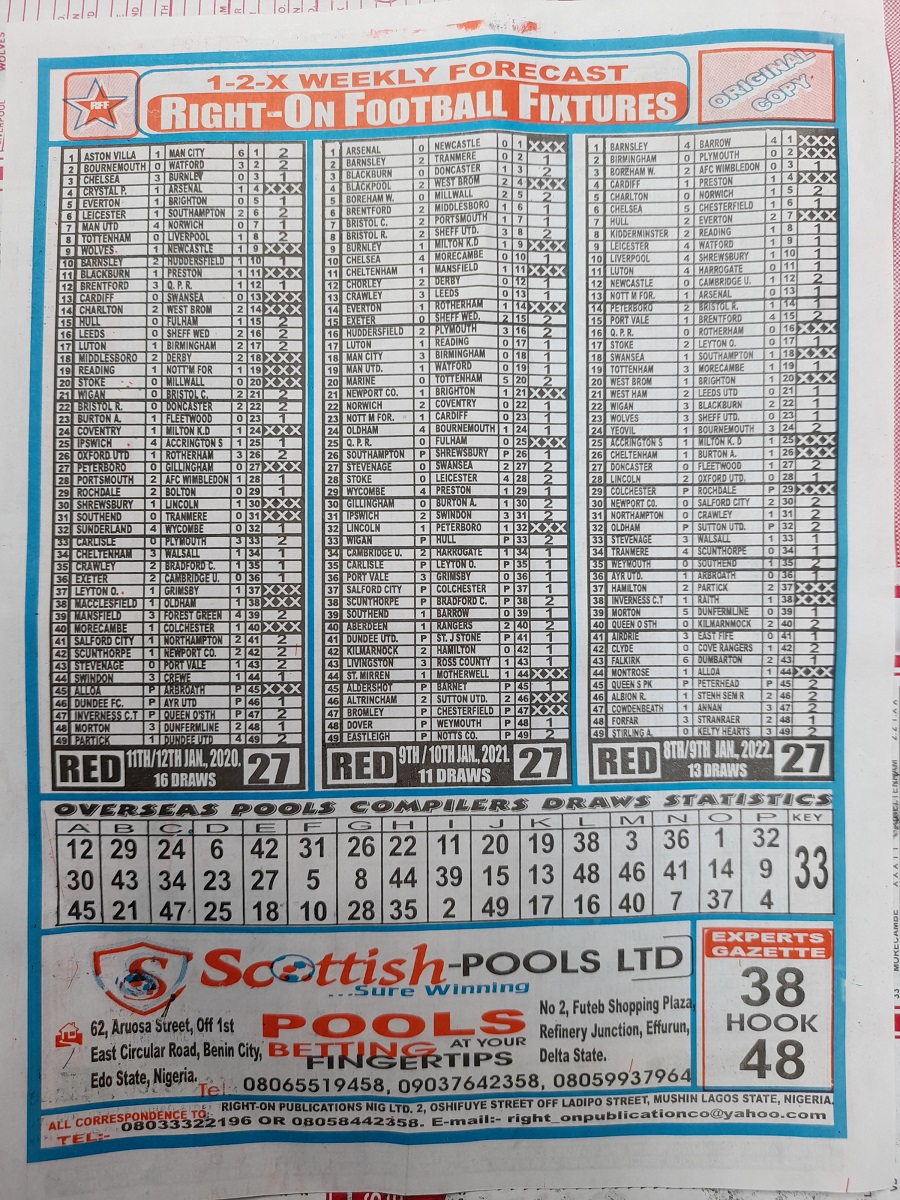 1-2-X WEEKLY FORECAST
RFF
RIGHT-ON FOOTBALL FIXTURES
ORIGINAL COPY
1 ASTON VILLA 1 MAN CITY 6 1 2
2 BOURNEMOUTH 0 WATFORD 3 2 2
3 CHELSEA 3 BURNLEY 0 3 1
4 CRYSTAL P. 1 ARSENAL 1 4 XXX
5 EVERTON 1 BRIGHTON 0 5 1
6 LEICESTER 1 SOUTHAMPTON 2 6 2
7 MAN UTD 4 NORWICH 0 7 1
8 TOTTENHAM 0 LIVERPOOL 1 8 2
9 WOLVES 1 NEWCASTLE 1 9 XXX
10 BARNSLEY 2 HUDDERSFIELD 1 10 1
11 BLACKBURN 1 PRESTON 1 11 XXX
12 BRENTFORD 3 Q. P. R. 1 12 1
13 CARDIFF 0 SWANSEA 0 13 XXX
14 CHARLTON 2 WEST BROM 2 14 XXX
15 HULL 0 FULHAM 1 15 2
16 LEEDS 0 SHEFF WED 2 16 2
17 LUTON 1 BIRMINGHAM 2 17 2
18 MIDDLESBORO 2 DERBY 2 18 XXX
19 READING 1 NOTT'M FOR 1 19 XXX
20 STOKE 0 MILLWALL 0 20 XXX
21 WIGAN 0 BRISTOL C. 2 21 2
22 BRISTOL R. 0 DONCASTER 2 22 2
23 BURTON A. 1 FLEETWOOD 0 23 1
24 COVENTRY 1 MILTON K.D 1 24 XXX
25 IPSWICH 4 ACCRINGTON S 1 25 1
26 OXFORD UTD 1 ROTHERHAM 3 26 2
27 PETERBORO 0 GILLINGHAM 0 27 XXX
28 PORTSMOUTH 2 AFC WIMBLEDON 1 28 1
29 ROCHDALE 2 BOLTON 0 29 1
30 SHREWSBURY 1 LINCOLN 1 30 XXX
31 SOUTHEND 0 TRANMERE 0 31 XXX
32 SUNDERLAND 4 WYCOMBE 0 32 1
33 CARLISLE 0 PLYMOUTH 3 33 2
34 CHELTENHAM 3 WALSALL 1 34 1
35 CRAWLEY 2 BRADFORD C. 1 35 1
36 EXETER 2 CAMBRIDGE U. 0 36 1
37 LEYTON O. 1 GRIMSBY 1 37 XXX
38 MACCLESFIELD 1 OLDHAM 1 38 XXX
39 MANSFIELD 3 FOREST GREEN 4 39 2
40 MORECAMBE 1 COLCHESTER 1 40 XXX
41 SALFORD CITY 1 NORTHAMPTON 2 41 2
42 SCUNTHORPE 1 NEWPORT CO. 2 42 2
43 STEVENAGE 0 PORT VALE 1 43 2
44 SWINDON 3 CREWE 1 44 1
45 ALLOA P ARBROATH P 45 XXX
46 DUNDEE FC. P AYR UTD P 46 1
47 INVERNESS C.T P QUEEN O'STH P 47 2
48 MORTON 3 DUNFERMLINE 2 48 1
49 PARTICK 1 DUNDEE UTD 4 49 2
RED 11TH/12TH JAN., 2020. 27
16 DRAWS
1 ARSENAL 0 NEWCASTLE 0 1 XXX
2 BARNSLEY 2 TRANMERE 0 2 1
3 BLACKBURN 0 DONCASTER 1 3 2
4 BLACKPOOL 2 WEST BROM 2 4 XXX
5 BOREHAM W. 0 MILLWALL 2 5 2
6 BRENTFORD 2 MIDDLESBORO 1 6 1
7 BRISTOL C. 2 PORTSMOUTH 1 7 1
8 BRISTOL R. 2 SHEFF UTD. 3 8 2
9 BURNLEY 1 MILTON K.D 1 9 XXX
10 CHELSEA 4 MORECAMBE 0 10 1
11 CHELTENHAM 1 MANSFIELD 1 11 XXX
12 CHORLEY 2 DERBY 0 12 1
13 CRAWLEY 3 LEEDS 0 13 1
14 EVERTON 1 ROTHERHAM 1 14 XXX
15 EXETER 0 SHEFF WED. 2 15 2
16 HUDDERSFIELD 2 PLYMOUTH 3 16 2
17 LUTON 1 READING 0 17 1
18 MAN CITY 3 BIRMINGHAM 0 18 1
19 MAN UTD. 1 WATFORD 0 19 1
20 MARINE 0 TOTTENHAM 5 20 2
21 NEWPORT CO. 1 BRIGHTON 1 21 XXX
22 NORWICH 2 COVENTRY 0 22 1
23 NOTT M FOR. 1 CARDIFF 0 23 1
24 OLDHAM 4 BOURNEMOUTH 1 24 1
25 Q. P. R. 0 FULHAM 0 25 XXX
26 SOUTHAMPTON P SHREWSBURY P 26 1
27 STEVENAGE 0 SWANSEA 2 27 2
28 STOKE 0 LEICESTER 4 28 2
29 WYCOMBE 4 PRESTON 1 29 1
30 GILLINGHAM 0 BURTON A. 1 30 2
31 IPSWICH 2 SWINDON 3 31 2
32 LINCOLN 1 PETERBORO 1 32 XXX
33 WIGAN P HULL P 33 2
34 CAMBRIDGE U. 2 HARROGATE 1 34 1
35 CARLISLE P LEYTON O. P 35 1
36 PORT VALE 3 GRIMSBY 0 36 1
37 SALFORD CITY P COLCHESTER P 37 1
38 SCUNTHORPE P BRADFORD C. P 38 2
39 SOUTHEND 1 BARROW 0 39 1
40 ABERDEEN 1 RANGERS 2 40 2
41 DUNDEE UTD. P ST. J STONE P 41 1
42 KILMARNOCK 2 HAMILTON 0 42 1
43 LIVINGSTON 3 ROSS COUNTY 1 43 1
44 ST. MIRREN 1 MOTHERWELL 1 44 XXX
45 ALDERSHOT P BARNET P 45 1
46 ALTRINCHAM 2 SUTTON UTD. 2 46 XXX
47 BROMLEY P CHESTERFIELD P 47 XXX
48 DOVER P WEYMOUTH P 48 1
49 EASTLEIGH P NOTTS CO. P 49 2
RED 9TH/10TH JAN., 2021. 27
11 DRAWS
1 BARNSLEY 4 BARROW 4 1 XXX
2 BIRMINGHAM 0 PLYMOUTH 0 2 XXX
3 BOREHAM W. 2 AFC WIMBLEDON 0 3 1
4 CARDIFF 1 PRESTON 1 4 XXX
5 CHARLTON 0 NORWICH 1 5 2
6 CHELSEA 5 CHESTERFIELD 1 6 1
7 HULL 2 EVERTON 2 7 XXX
8 KIDDERMINSTER 2 READING 1 8 1
9 LEICESTER 4 WATFORD 1 9 1
10 LIVERPOOL 4 SHREWSBURY 1 10 1
11 LUTON 4 HARROGATE 0 11 1
12 NEWCASTLE 0 CAMBRIDGE U. 1 12 2
13 NOTT M FOR. 1 ARSENAL 0 13 1
14 PETERBORO 2 BRISTOL R. 1 14 1
15 PORT VALE 1 BRENTFORD 4 15 2
16 Q. P. R. 0 ROTHERHAM 0 16 XXX
17 STOKE 2 LEYTON O. 0 17 1
18 SWANSEA 1 SOUTHAMPTON 1 18 XXX
19 TOTTENHAM 3 MORECAMBE 1 19 1
20 WEST BROM 1 BRIGHTON 1 20 XXX
21 WEST HAM 2 LEEDS UTD 0 21 1
22 WIGAN 3 BLACKBURN 2 22 1
23 WOLVES 3 SHEFF UTD. 0 23 1
24 YEOVIL 1 BOURNEMOUTH 3 24 2
25 ACCRINGTON S 1 MILTON K. D 1 25 XXX
26 CHELTENHAM 1 BURTON A. 1 26 XXX
27 DONCASTER 0 FLEETWOOD 1 27 2
28 LINCOLN 2 OXFORD UTD. 0 28 1
29 COLCHESTER P ROCHDALE P 29 XXX
30 NEWPORT CO. 0 SALFORD CITY 2 30 2
31 NORTHAMPTON 0 CRAWLEY 1 31 2
32 OLDHAM P SUTTON UTD. P 32 2
33 STEVENAGE 3 WALSALL 1 33 1
34 TRANMERE 4 SCUNTHORPE 0 34 1
35 WEYMOUTH 0 SOUTHEND 1 35 2
36 AYR UTD. 1 ARBROATH 0 36 1
37 HAMILTON 2 PARTICK 2 37 XXX
38 INVERNESS C.T 1 RAITH 1 38 XXX
39 MORTON 5 DUNFERMLINE 0 39 1
40 QUEEN O STH 0 KILMARNMOCK 2 40 2
41 AIRDRIE 3 EAST FIFE 0 41 1
42 CLYDE 0 COVE RANGERS 1 42 2
43 FALKIRK 6 DUMBARTON 2 43 1
44 MONTROSE 1 ALLOA 1 44 XXX
45 QUEEN S PK P PETERHEAD P 45 2
46 ALBION R. 1 STENH SEM R 2 46 2
47 COWDENBEATH 1 ANNAN 3 47 2
48 FORFAR 3 STRANRAER 2 48 1
49 STIRLING A. 0 KELTY HEARTS 3 49 2
RED 8TH/9TH JAN., 2022. 27
13 DRAWS
OVERSEAS POOLS COMPILERS DRAWS STATISTICS
A B C D E F G H I J K L M N O P KEY
12 29 24 6 42 31 26 22 11 20 19 38 3 36 1 32
30 43 34 23 27 5 8 44 39 15 13 48 46 41 14 9 33
45 21 47 25 18 10 28 35 2 49 17 16 40 7 37 4
S Scottish-POOLS LTD
...Sure Winning
62, Aruosa Street, Off 1st
East Circular Road, Benin City,
Edo State, Nigeria.
POOLS
BETTING AT YOUR
FINGERTIPS
No 2, Futeb Shopping Plaza,
Refinery Junction, Effurun,
Delta State.
Tel: 08065519458, 09037642358, 08059937964
EXPERTS
GAZETTE
38
HOOK
48
RIGHT-ON PUBLICATIONS NIG LTD. 2, OSHIFUYE STREET OFF LADIPO STREET, MUSHIN LAGOS STATE, NIGERIA.
ALL CORRESPONDENCE TO:
TEL:- 08033322196 OR 08058442358. E-mail:- right_onpublicationco@yahoo.com